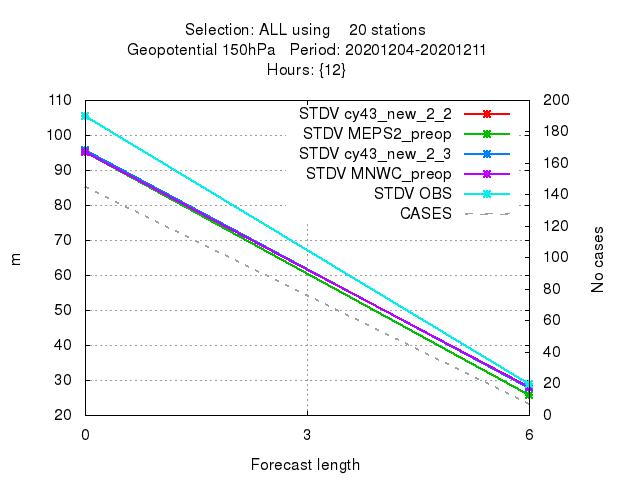 Selection: ALL using    20 stations
Geopotential 150hPa   Period: 20201204-20201211
Hours: {12}
110
100
90
80
70
60
50
40
30
20
m
STDV cy43_new_2_2
STDV MEPS2_preop
STDV cy43_new_2_3
STDV MNWC_preop
STDV OBS
CASES
200
180
160
140
120
100
80
60
40
20
0
No cases
0 3 6
Forecast length